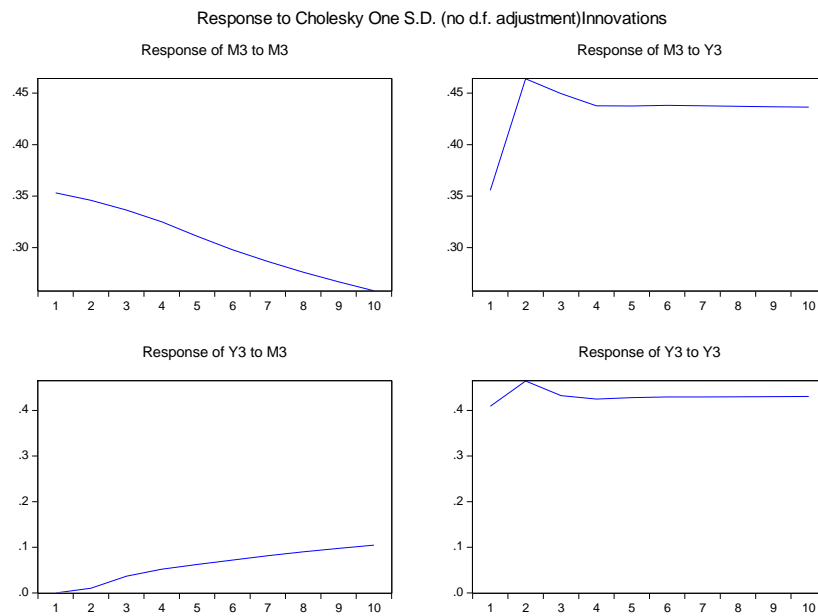 Response to Cholesky One S.D. (no d.f. adjustment)Innovations
Response of M3 to M3
.45
.40
.35
.30
1 2 3 4 5 6 7 8 9 10
Response of M3 to Y3
.45
.40
.35
.30
1 2 3 4 5 6 7 8 9 10
Response of Y3 to M3
.4
.3
.2
.1
.0
1 2 3 4 5 6 7 8 9 10
Response of Y3 to Y3
.4
.3
.2
.1
.0
1 2 3 4 5 6 7 8 9 10